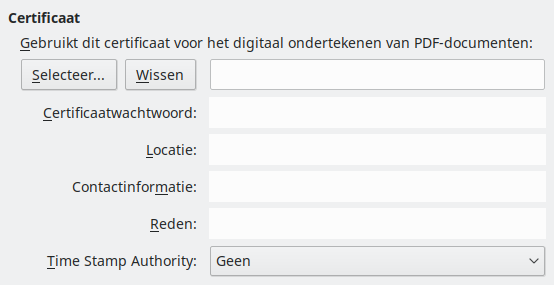 Certificaat
Gebruikt dit certificaat voor het digitaal ondertekenen van PDF-documenten:
Selecteer... Wissen
Certificaatwachtwoord:
Locatie:
Contactinformatie:
Reden:
Time Stamp Authority: Geen